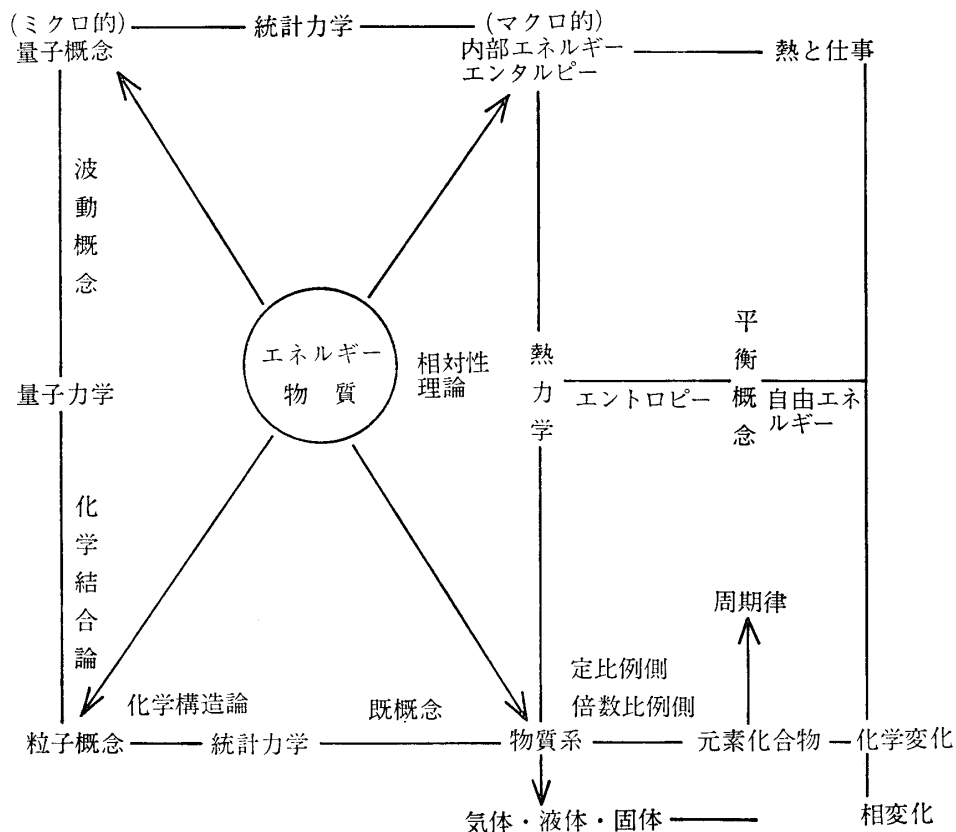 (ミクロ的)
量子概念
統計力学
(マクロ的)
内部エネルギー
エンタルピー
熱と仕事
波動概念
エネルギー
物質
相対性
理論
熱力学
平衡概念
エントロピー
自由エネ
ルギー
量子力学
化学結合論
周期律
定比例側
倍数比例側
化学構造論
既概念
粒子概念
統計力学
物質系
元素化合物
化学変化
気体・液体・固体
相変化